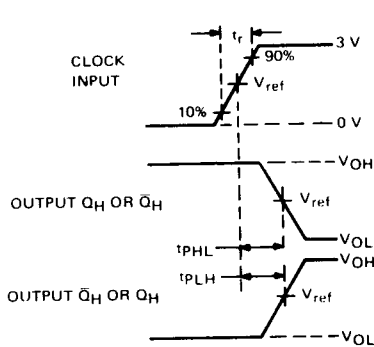 tr
3 V
90%
CLOCK
INPUT
Vref
10%
0 V
VOH
OUTPUT QH OR Q̅H
Vref
VOL
tPHL
VOH
tPLH
OUTPUT Q̅H OR QH
Vref
VOL